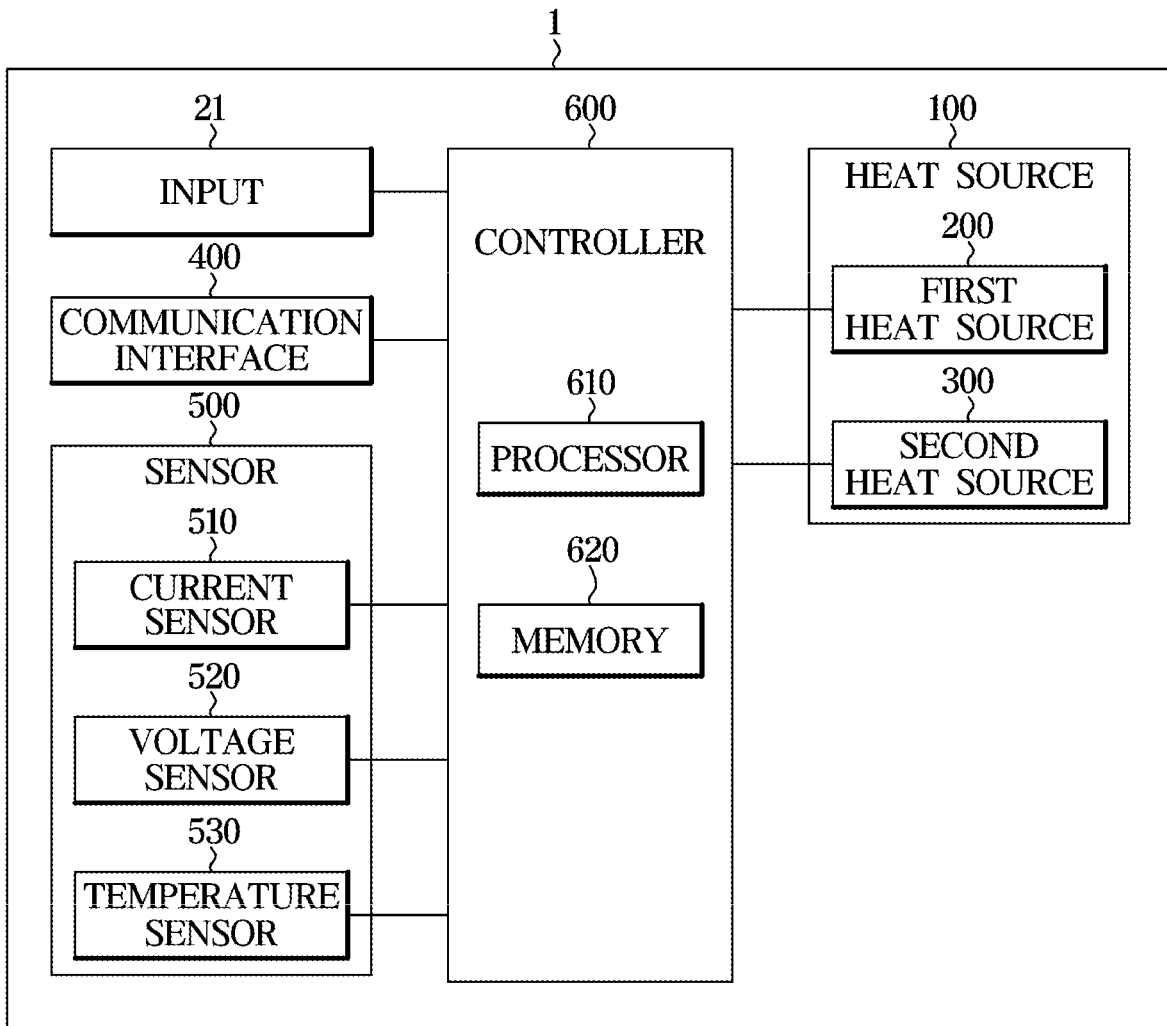 1
21
INPUT
400
COMMUNICATION
INTERFACE
500
SENSOR
510
CURRENT
SENSOR
520
VOLTAGE
SENSOR
530
TEMPERATURE
SENSOR
600
CONTROLLER
610
PROCESSOR
620
MEMORY
100
HEAT SOURCE
200
FIRST
HEAT SOURCE
300
SECOND
HEAT SOURCE